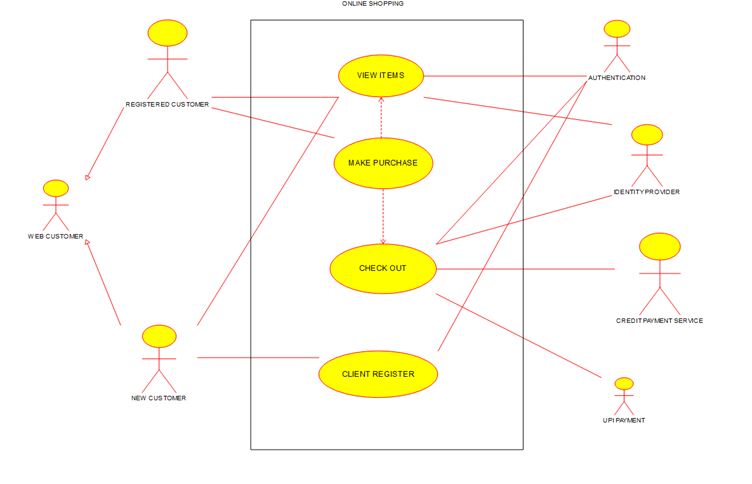 ONLINE SHOPPING
VIEW ITEMS
AUTHENTICATION
REGISTERED CUSTOMER
MAKE PURCHASE
IDENTITY PROVIDER
WEB CUSTOMER
CHECK OUT
CREDIT PAYMENT SERVICE
CLIENT REGISTER
NEW CUSTOMER
UPI PAYMENT